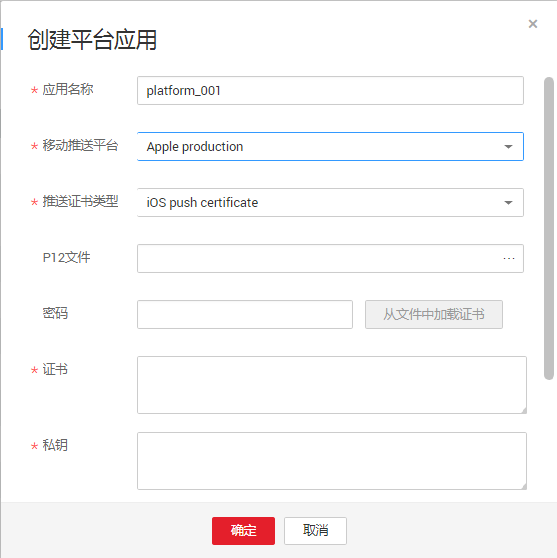 创建平台应用
×
* 应用名称 platform_001
* 移动推送平台 Apple production
* 推送证书类型 iOS push certificate
P12文件 ...
密码 从文件中加载证书
* 证书
* 私钥
确定 取消